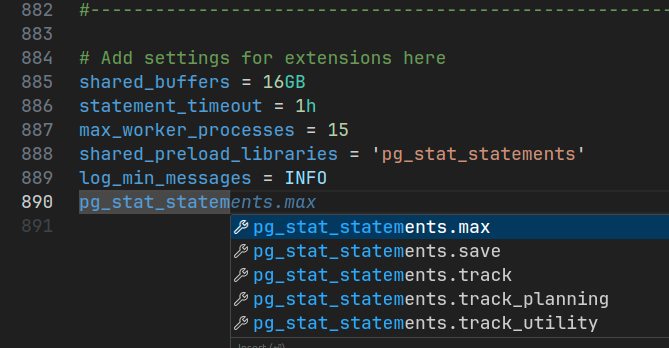 882 #-------------------------------------------------------
883
884 # Add settings for extensions here
885 shared_buffers = 16GB
886 statement_timeout = 1h
887 max_worker_processes = 15
888 shared_preload_libraries = 'pg_stat_statements'
889 log_min_messages = INFO
890 pg_stat_statements.max
891
pg_stat_statements.max
pg_stat_statements.save
pg_stat_statements.track
pg_stat_statements.track_planning
pg_stat_statements.track_utility